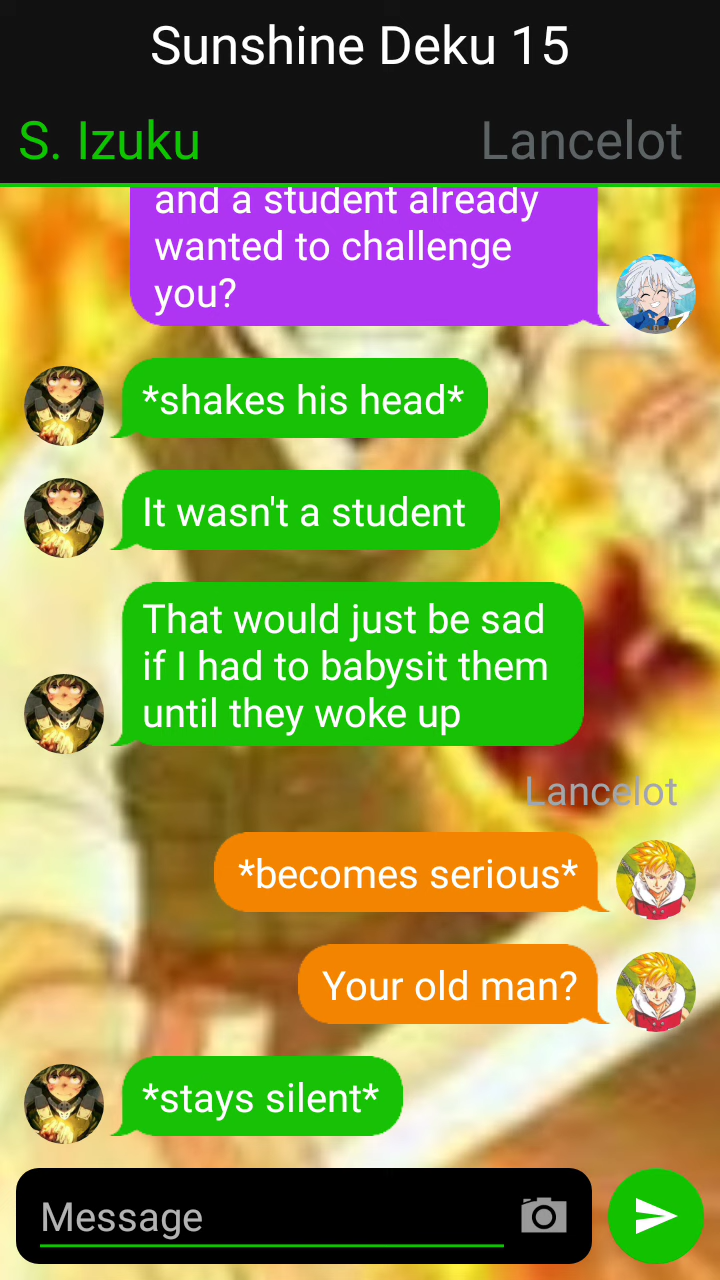 Sunshine Deku 15
S. Izuku
Lancelot
and a student already
wanted to challenge
you?
*shakes his head*
It wasn't a student
That would just be sad
if I had to babysit them
until they woke up
Lancelot
*becomes serious*
Your old man?
*stays silent*
Message